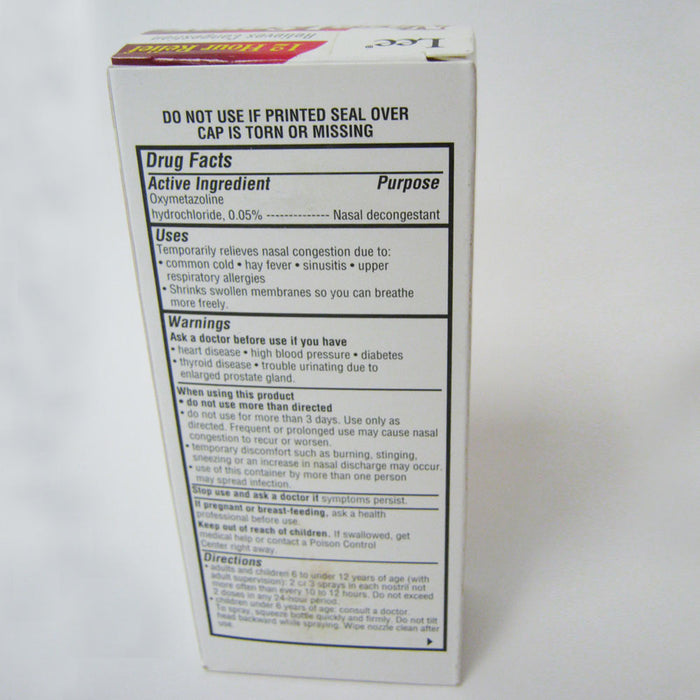 Lee®
12 Hour Relief
Relieves Congestion
DO NOT USE IF PRINTED SEAL OVER
CAP IS TORN OR MISSING
Drug Facts
Active Ingredient Purpose
Oxymetazoline
hydrochloride, 0.05% -------------- Nasal decongestant
Uses
Temporarily relieves nasal congestion due to:
• common cold • hay fever • sinusitis • upper
respiratory allergies
• Shrinks swollen membranes so you can breathe
more freely.
Warnings
Ask a doctor before use if you have
• heart disease • high blood pressure • diabetes
• thyroid disease • trouble urinating due to
enlarged prostate gland.
When using this product
• do not use more than directed
• do not use for more than 3 days. Use only as
directed. Frequent or prolonged use may cause nasal
congestion to recur or worsen.
• temporary discomfort such as burning, stinging,
sneezing or an increase in nasal discharge may occur.
• use of this container by more than one person
may spread infection.
Stop use and ask a doctor if symptoms persist.
If pregnant or breast-feeding, ask a health
professional before use.
Keep out of reach of children. If swallowed, get
medical help or contact a Poison Control
Center right away.
Directions
• adults and children 6 to under 12 years of age (with
adult supervision): 2 or 3 sprays in each nostril not
more often than every 10 to 12 hours. Do not exceed
2 doses in any 24-hour period.
• children under 6 years of age: consult a doctor.
To spray, squeeze bottle quickly and firmly. Do not tilt
head backward while spraying. Wipe nozzle clean after
use.